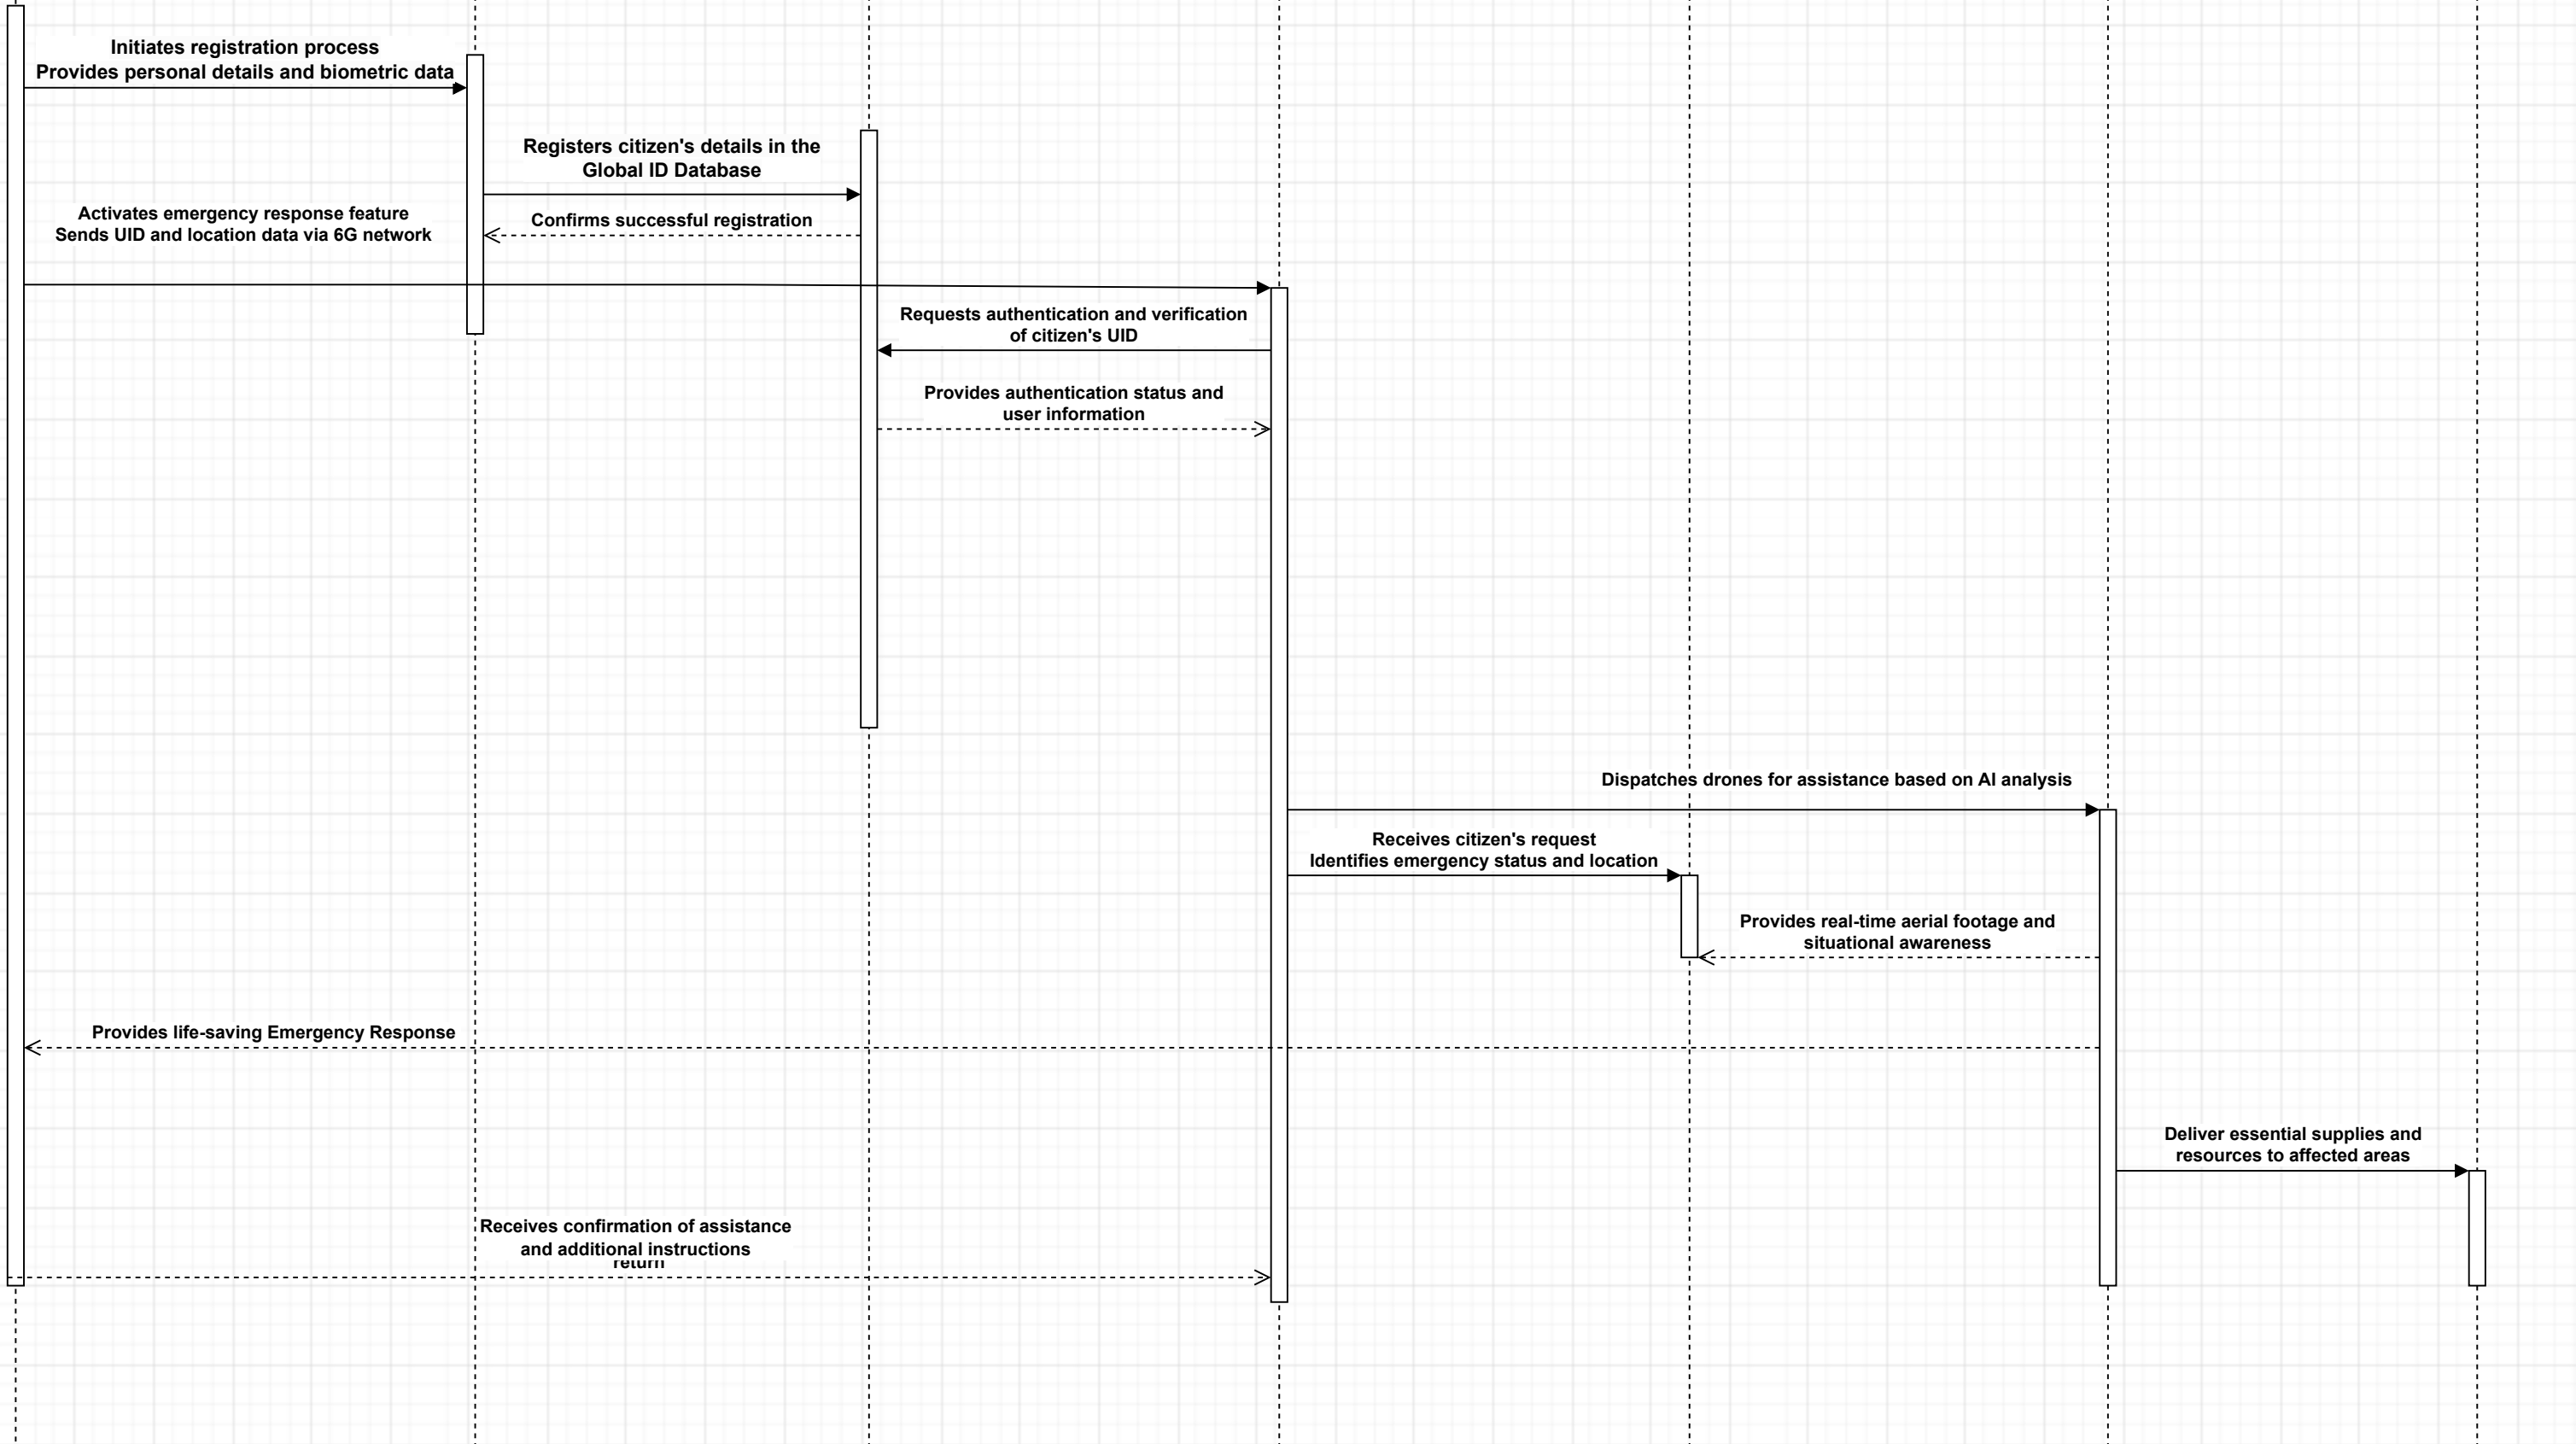 Initiates registration process
Provides personal details and biometric data
Registers citizen's details in the
Global ID Database
Activates emergency response feature
Sends UID and location data via 6G network
Confirms successful registration
Requests authentication and verification
of citizen's UID
Provides authentication status and
user information
Dispatches drones for assistance based on AI analysis
Receives citizen's request
Identifies emergency status and location
Provides real-time aerial footage and
situational awareness
Provides life-saving Emergency Response
Deliver essential supplies and
resources to affected areas
Receives confirmation of assistance
and additional instructions
return